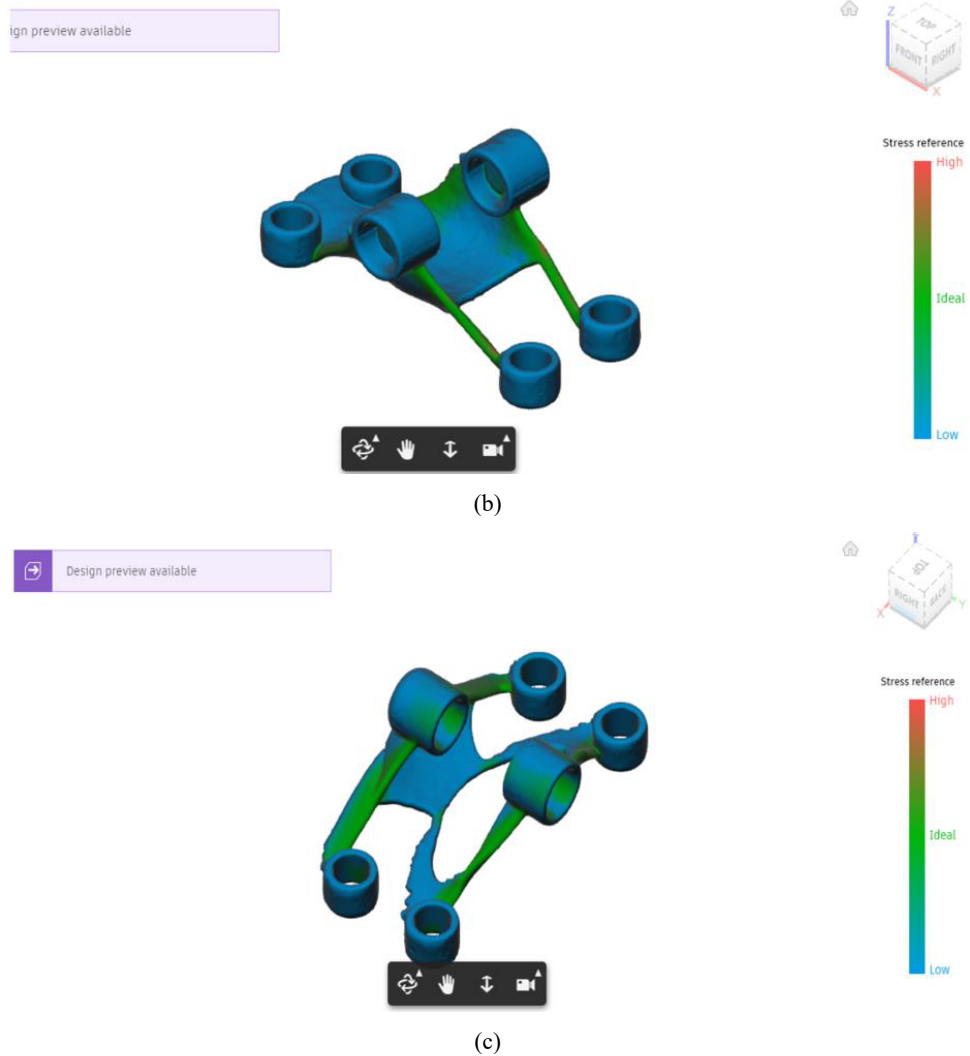 ign preview available
Z
TOP
FRONT
RIGHT
X
Stress reference
High
Ideal
Low
(b)
Design preview available
TOP
RIGHT
BACK
X
Y
Stress reference
High
Ideal
Low
(c)